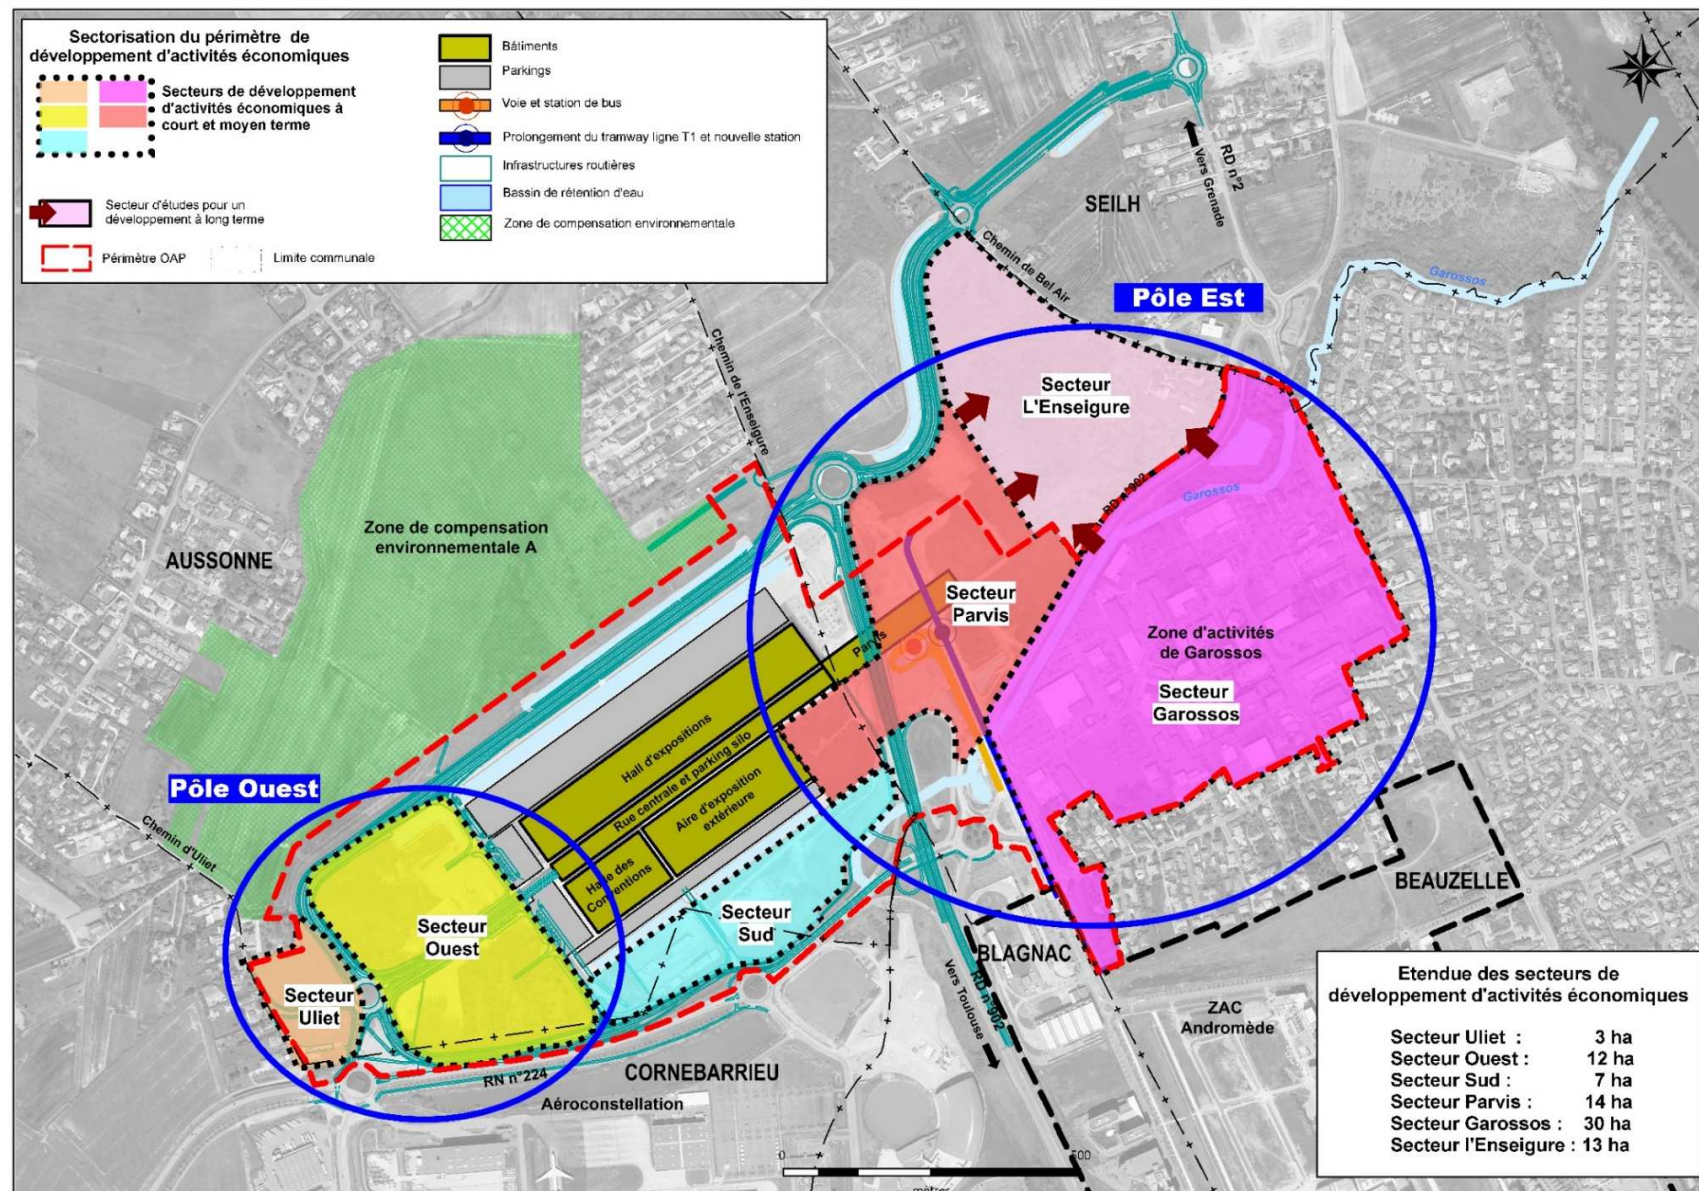 Sectorisation du périmètre de
développement d'activités économiques
Secteurs de développement
d'activités économiques à
court et moyen terme
Secteur d'études pour un
développement à long terme
Périmètre OAP
Limite communale
Bâtiments
Parkings
Voie et station de bus
Prolongement du tramway ligne T1 et nouvelle station
Infrastructures routières
Bassin de rétention d'eau
Zone de compensation environnementale
RD n°2
Vers Grenade
SEILH
Chemin de Bel Air
Garossos
Pôle Est
Chemin de l'Enseigure
Secteur
L'Enseigure
RD n°902
Garossos
Zone de compensation
environnementale A
AUSSONNE
Secteur
Parvis
Parvis
Zone d'activités
de Garossos
Secteur
Garossos
Hall d'expositions
Rue centrale et parking silo
Aire d'exposition
extérieure
Halle des
Conventions
Pôle Ouest
Chemin d'Uliet
Secteur
Ouest
Secteur
Sud
Secteur
Uliet
BEAUZELLE
BLAGNAC
RD n°902
Vers Toulouse
ZAC
Andromède
RN n°224
CORNEBARRIEU
Aéroconstellation
0
500
mètres
Etendue des secteurs de
développement d'activités économiques
Secteur Uliet : 3 ha
Secteur Ouest : 12 ha
Secteur Sud : 7 ha
Secteur Parvis : 14 ha
Secteur Garossos : 30 ha
Secteur l'Enseigure : 13 ha